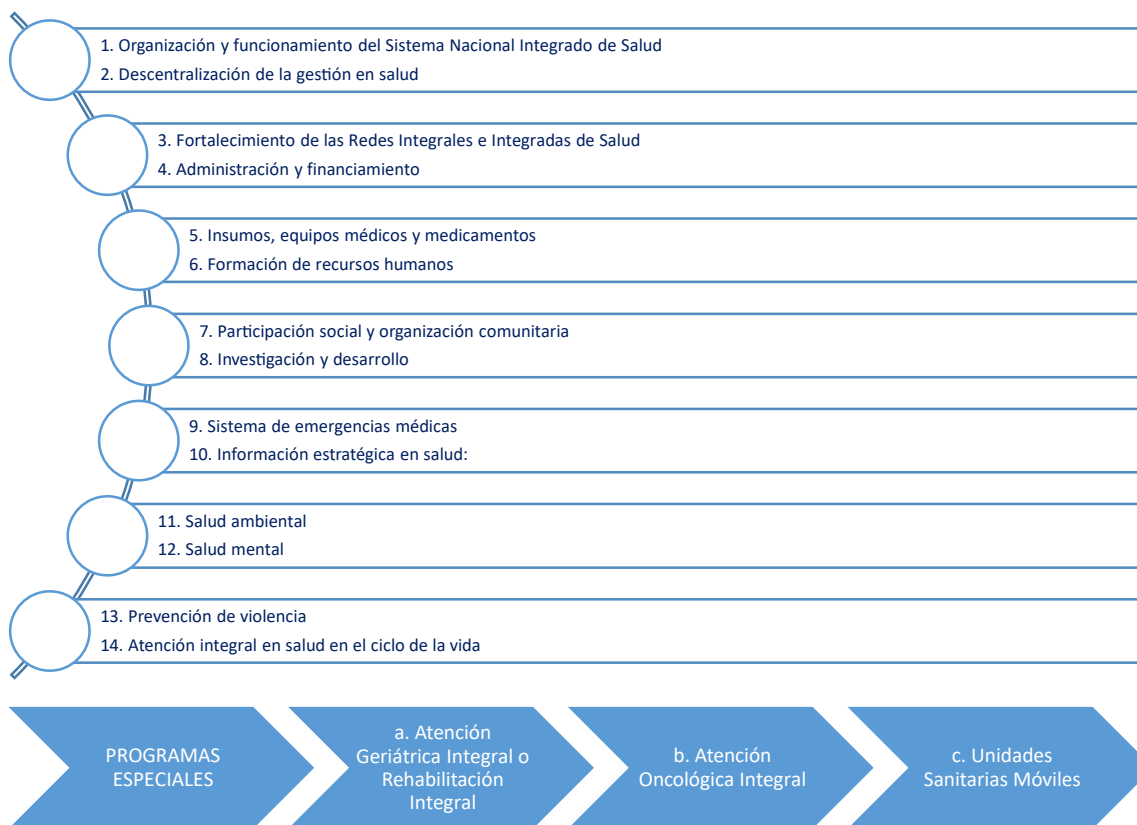 1. Organización y funcionamiento del Sistema Nacional Integrado de Salud
2. Descentralización de la gestión en salud
3. Fortalecimiento de las Redes Integrales e Integradas de Salud
4. Administración y financiamiento
5. Insumos, equipos médicos y medicamentos
6. Formación de recursos humanos
7. Participación social y organización comunitaria
8. Investigación y desarrollo
9. Sistema de emergencias médicas
10. Información estratégica en salud:
11. Salud ambiental
12. Salud mental
13. Prevención de violencia
14. Atención integral en salud en el ciclo de la vida
PROGRAMAS
ESPECIALES
a. Atención
Geriátrica Integral o
Rehabilitación
Integral
b. Atención
Oncológica Integral
c. Unidades
Sanitarias Móviles